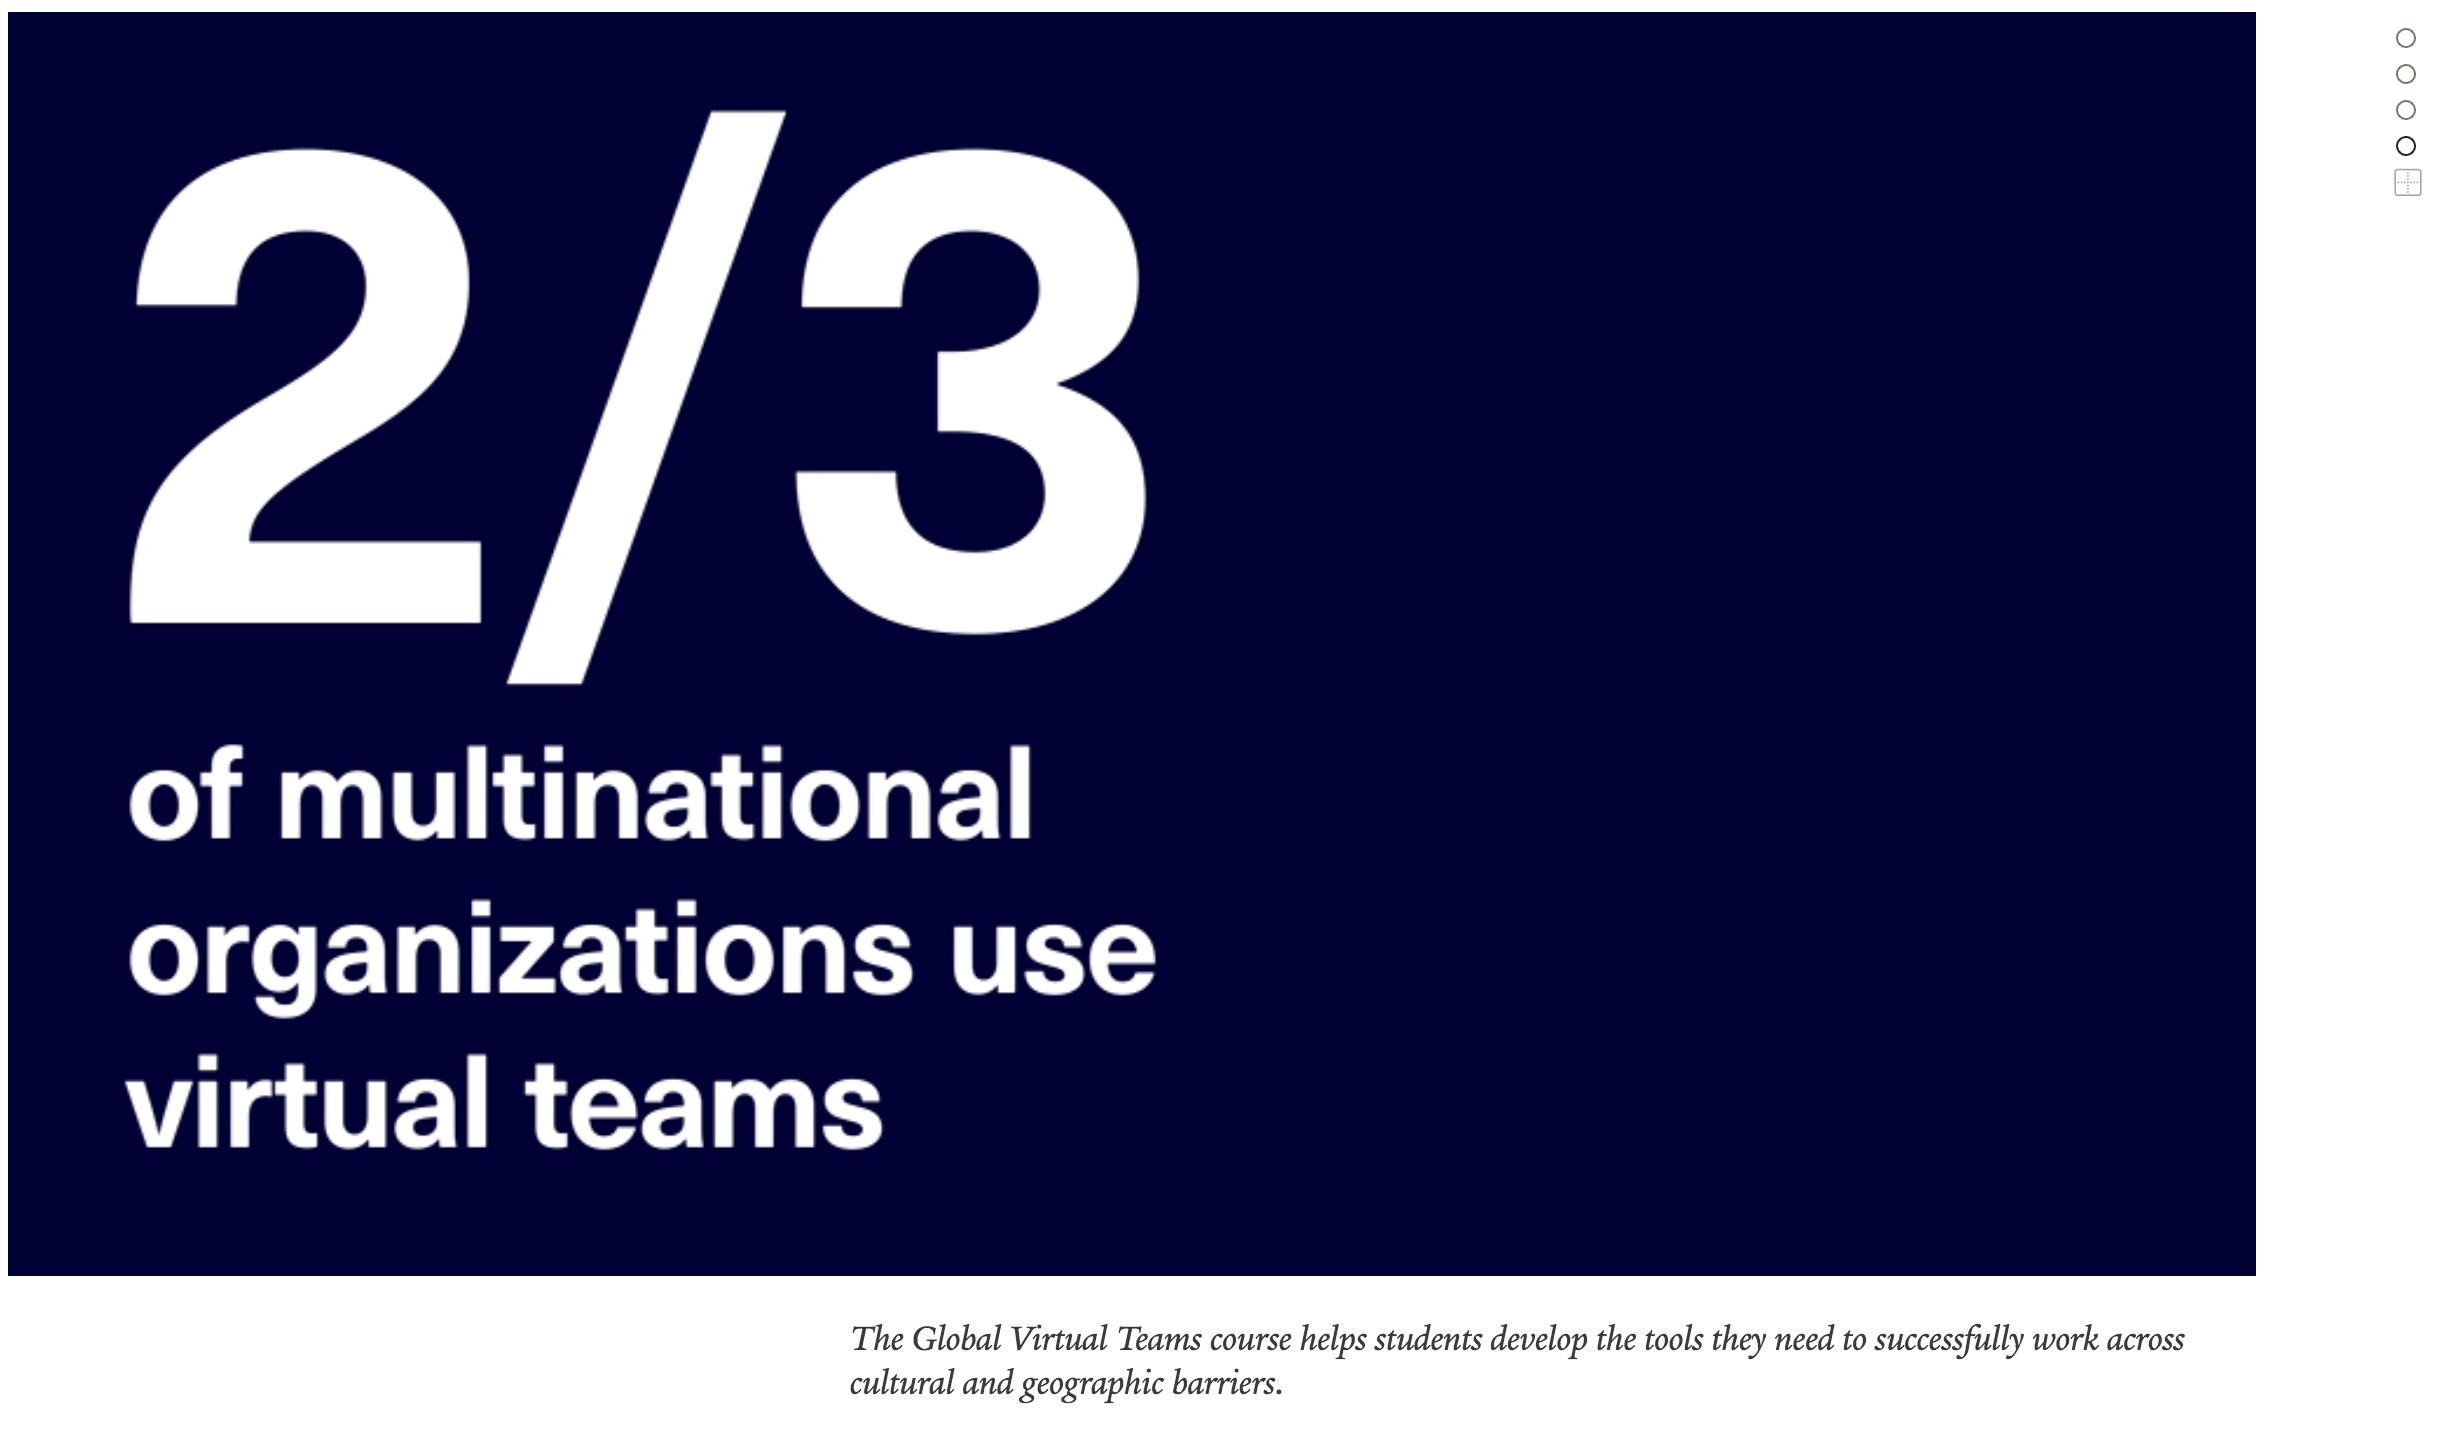 2/3
of multinational
organizations use
virtual teams
The Global Virtual Teams course helps students develop the tools they need to successfully work across
cultural and geographic barriers.